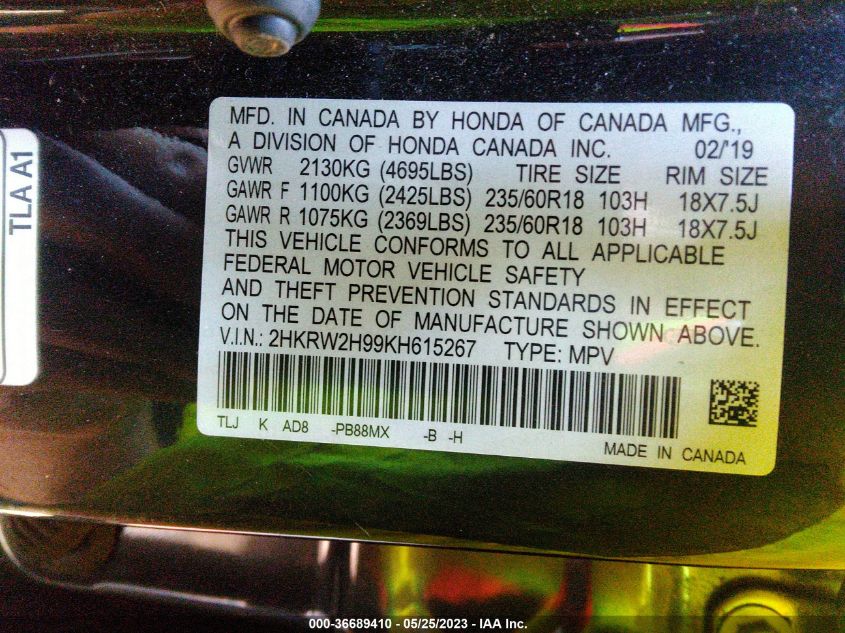 MFD. IN CANADA BY HONDA OF CANADA MFG.,
A DIVISION OF HONDA CANADA INC. 02/'19
GVWR 2130KG (4695LBS) TIRE SIZE RIM SIZE
GAWR F 1100KG (2425LBS) 235/60R18 103H 18X7.5J
GAWR R 1075KG (2369LBS) 235/60R18 103H 18X7.5J
THIS VEHICLE CONFORMS TO ALL APPLICABLE
FEDERAL MOTOR VEHICLE SAFETY
AND THEFT PREVENTION STANDARDS IN EFFECT
ON THE DATE OF MANUFACTURE SHOWN ABOVE.
V.I.N.: 2HKRW2H99KH615267 TYPE: MPV
TLJ K AD8 -PB88MX -B -H
MADE IN CANADA
TLA A1
000-36689410 - 05/25/2023 - IAA Inc.